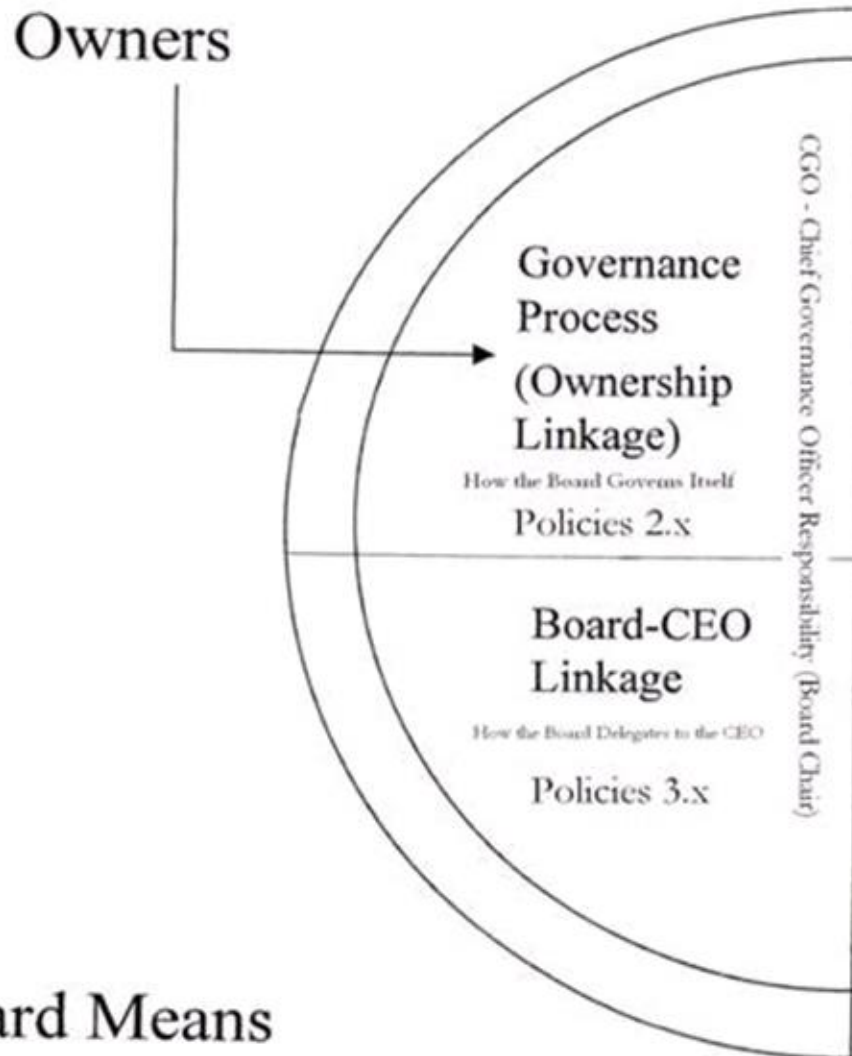 Owners
Governance
Process
(Ownership
Linkage)
How the Board Governs Itself
Policies 2.x
Board-CEO
Linkage
How the Board Delegates to the CEO
Policies 3.x
CGO - Chief Governance Officer Responsibility (Board Chair)
ard Means